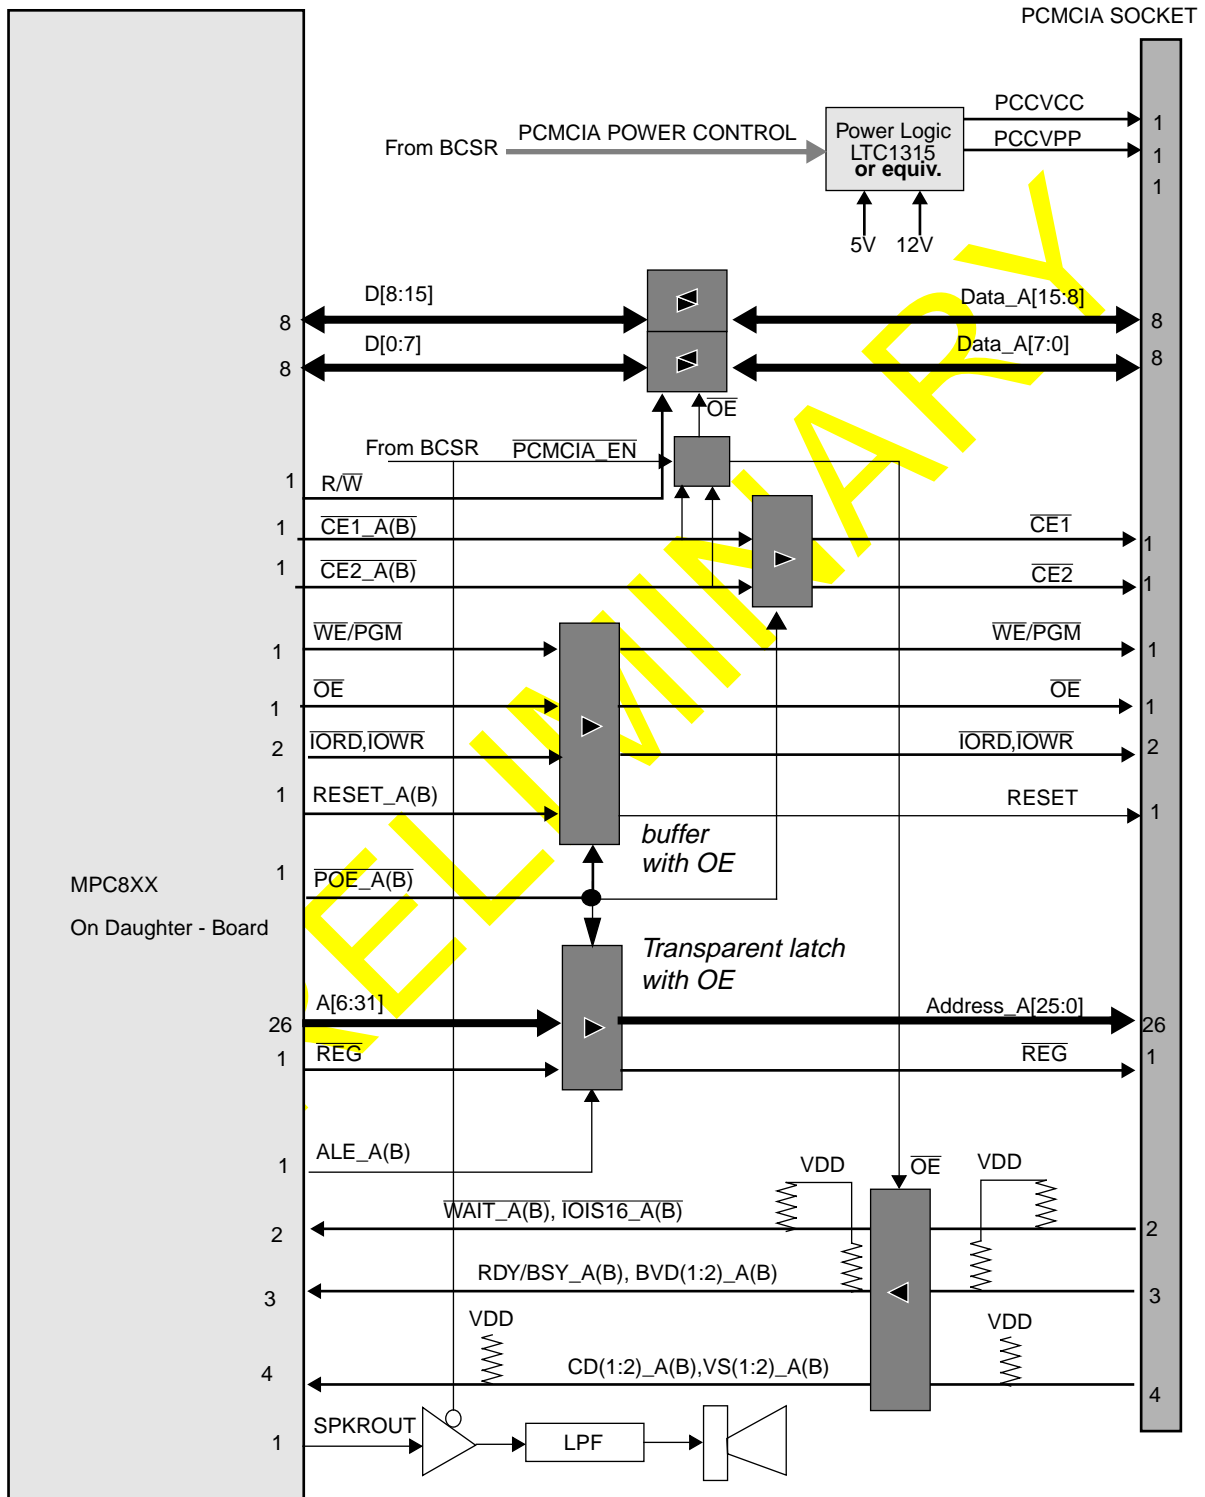 PCMCIA SOCKET
PCCVCC
1
From BCSR
PCMCIA POWER CONTROL
Power Logic
LTC1315
or equiv.
PCCVPP
1
1
5V
12V
D[8:15]
Data_A[15:8]
8
8
D[0:7]
Data_A[7:0]
8
8
OE
From BCSR
PCMCIA_EN
1
R/W
1
CE1_A(B)
CE1
1
1
CE2_A(B)
CE2
1
WE/PGM
WE/PGM
1
1
OE
OE
1
1
IORD,IOWR
IORD,IOWR
2
2
1
RESET_A(B)
RESET
1
buffer
with OE
1
POE_A(B)
MPC8XX
On Daughter - Board
Transparent latch
with OE
A[6:31]
Address_A[25:0]
26
26
REG
REG
1
1
ALE_A(B)
1
VDD
OE
VDD
WAIT_A(B), IOIS16_A(B)
2
2
RDY/BSY_A(B), BVD(1:2)_A(B)
3
3
VDD
VDD
CD(1:2)_A(B),VS(1:2)_A(B)
4
4
SPKROUT
1
LPF
PRELIMINARY